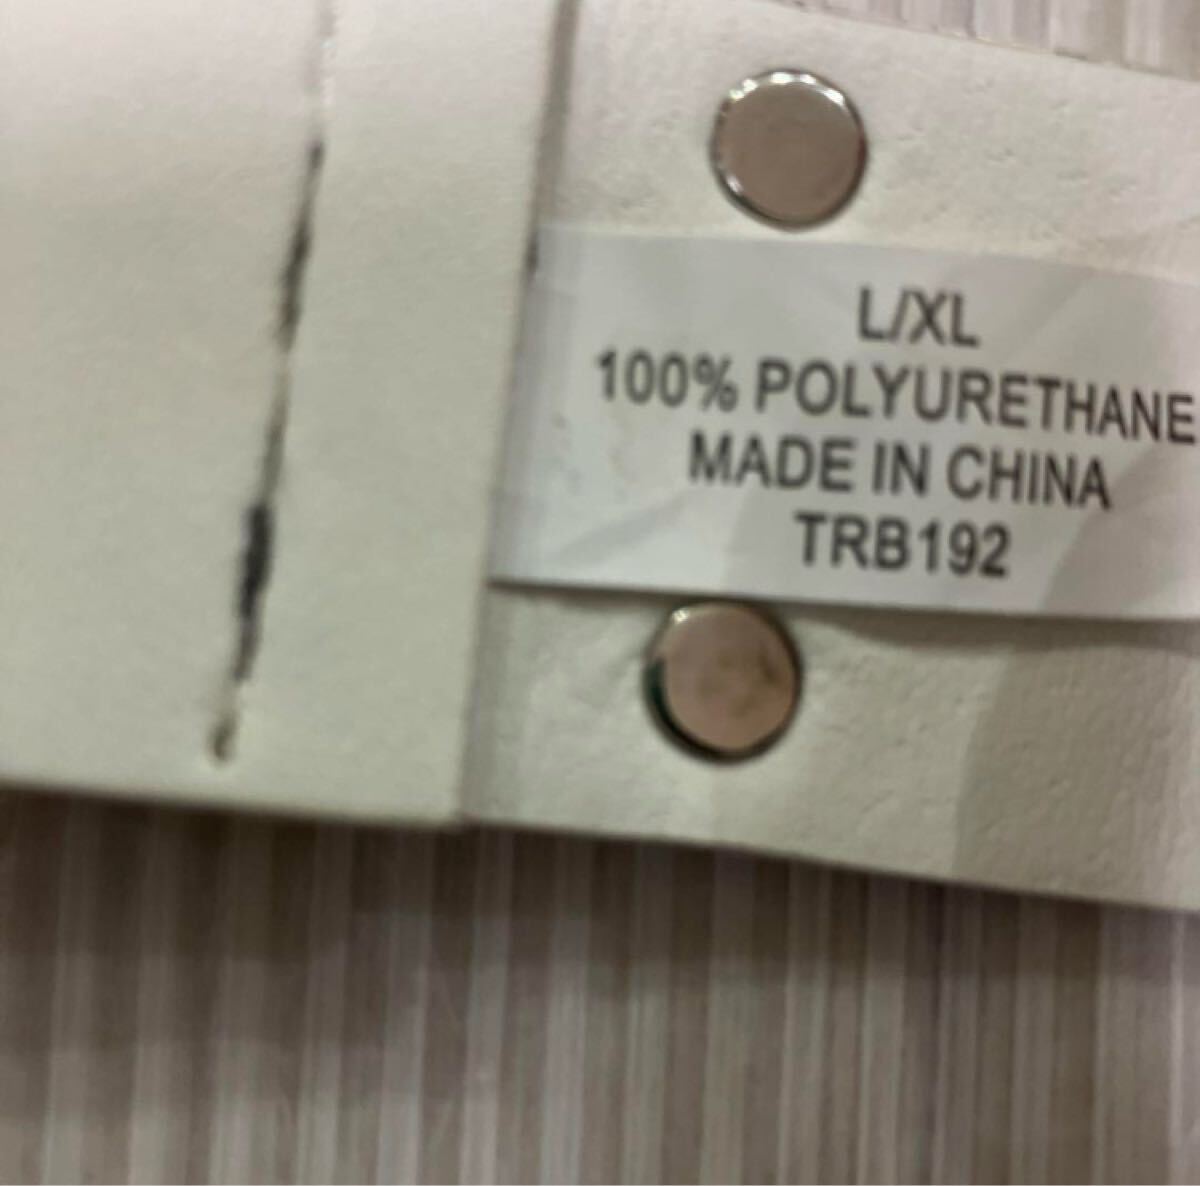 L/XL
100% POLYURETHANE
MADE IN CHINA
TRB192